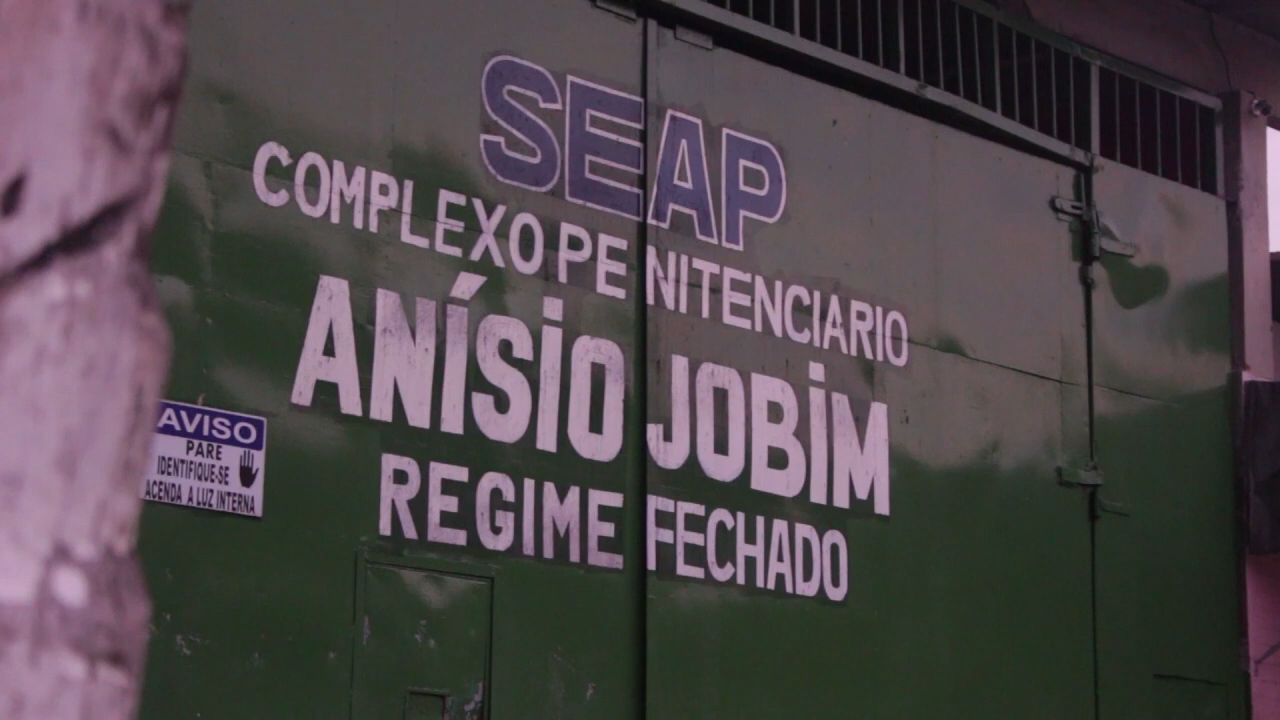 SEAP
COMPLEXO PENITENCIARIO
ANÍSIO JOBIM
REGIME FECHADO
AVISO
PARE
IDENTIFIQUE-SE
ACENDA A LUZ INTERNA